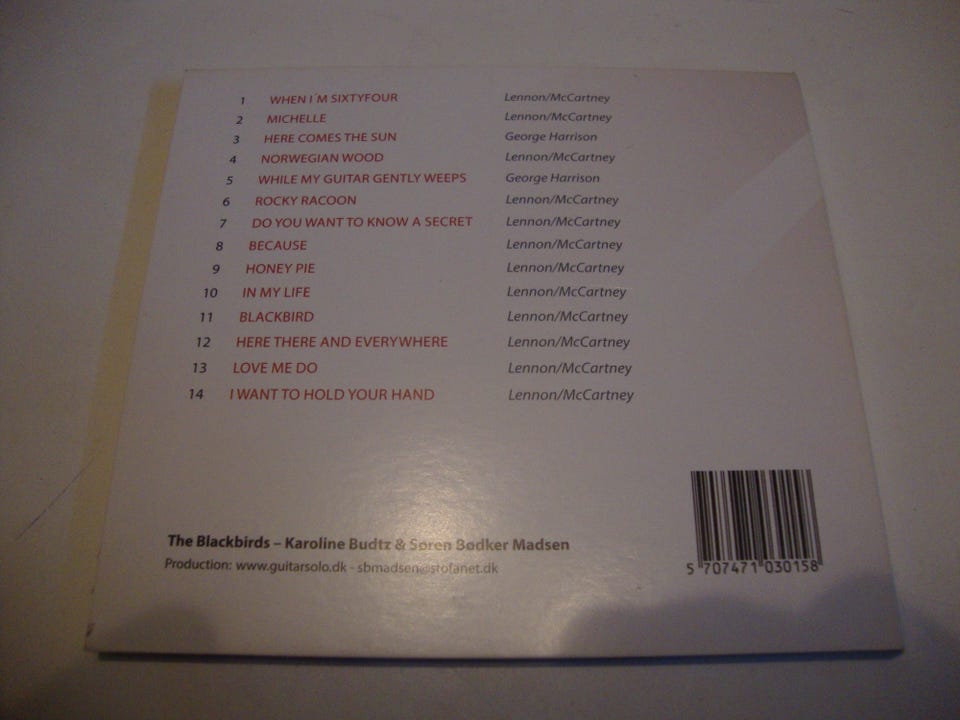 1 WHEN I´M SIXTYFOUR Lennon/McCartney
2 MICHELLE Lennon/McCartney
3 HERE COMES THE SUN George Harrison
4 NORWEGIAN WOOD Lennon/McCartney
5 WHILE MY GUITAR GENTLY WEEPS George Harrison
6 ROCKY RACOON Lennon/McCartney
7 DO YOU WANT TO KNOW A SECRET Lennon/McCartney
8 BECAUSE Lennon/McCartney
9 HONEY PIE Lennon/McCartney
10 IN MY LIFE Lennon/McCartney
11 BLACKBIRD Lennon/McCartney
12 HERE THERE AND EVERYWHERE Lennon/McCartney
13 LOVE ME DO Lennon/McCartney
14 I WANT TO HOLD YOUR HAND Lennon/McCartney
The Blackbirds – Karoline Budtz & Søren Bødker Madsen
Production: www.guitarsolo.dk - sbmadsen@stofanet.dk
5 707471 030158